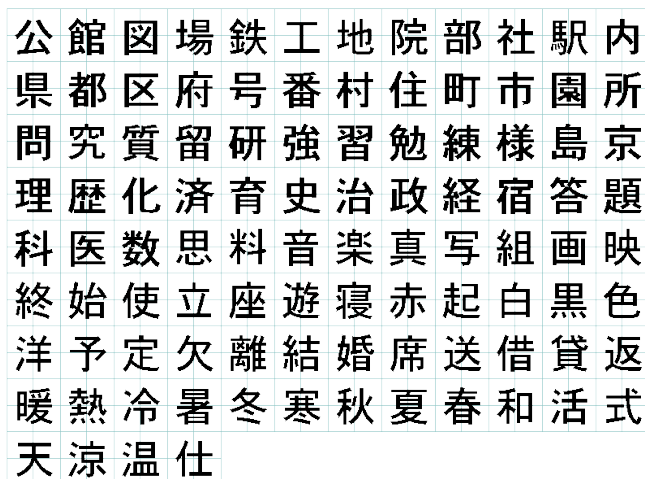 公館図場鉄工地院部社駅内
県都区府号番村住町市園所
問究質留研強習勉練様島京
理歴化済育史治政経宿答題
科医数思料音楽真写組画映
終始使立座遊寝赤起白黒色
洋予定欠離結婚席送借貸返
暖熱冷暑冬寒秋夏春和活式
天涼温仕